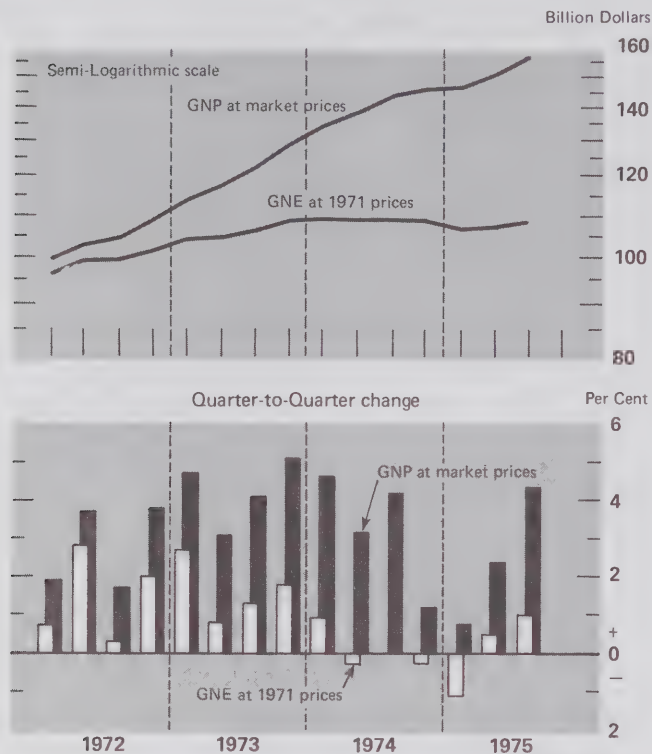 Billion Dollars
160
Semi-Logarithmic scale
GNP at market prices
140
120
GNE at 1971 prices
100
80
Quarter-to-Quarter change
Per Cent
6
GNP at market prices
4
2
+
0
−
GNE at 1971 prices
2
1972 1973 1974 1975